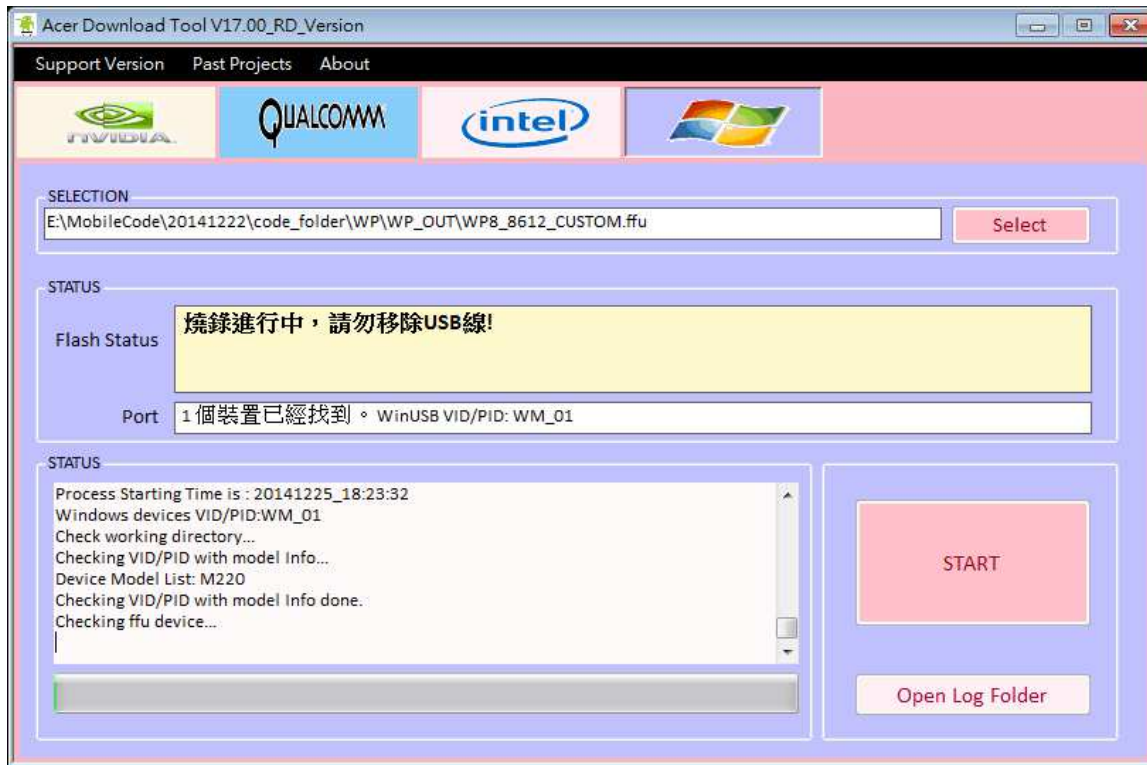 Acer Download Tool V17.00_RD_Version
Support Version Past Projects About
NVIDIA. QUALCOMM intel
SELECTION
E:\MobileCode\20141222\code_folder\WP\WP_OUT\WP8_8612_CUSTOM.ffu Select
STATUS
Flash Status 燒錄進行中，請勿移除USB線!
Port 1 個裝置已經找到。WinUSB VID/PID: WM_01
STATUS
Process Starting Time is : 20141225_18:23:32
Windows devices VID/PID:WM_01
Check working directory...
Checking VID/PID with model Info...
Device Model List: M220
Checking VID/PID with model Info done.
Checking ffu device...
START
Open Log Folder